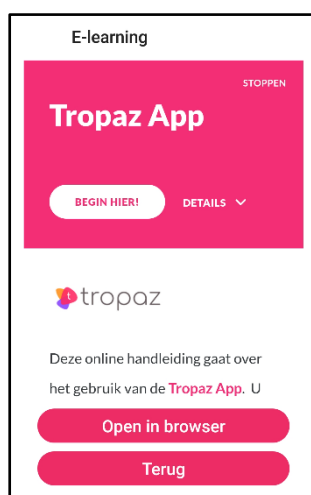 E-learning
STOPPEN
Tropaz App
BEGIN HIER! DETAILS
tropaz
Deze online handleiding gaat over
het gebruik van de Tropaz App. U
Open in browser
Terug